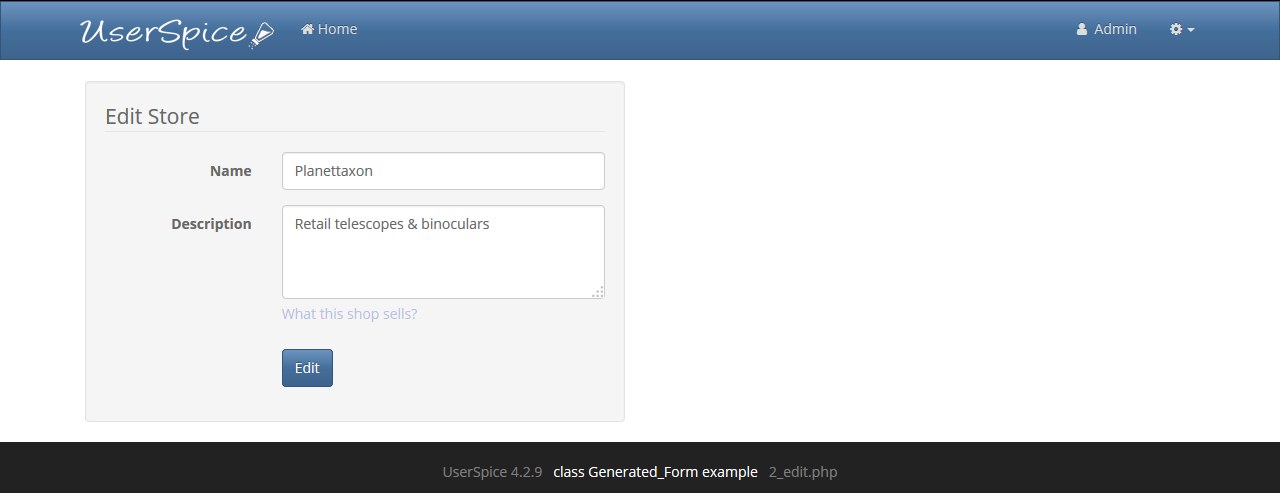 UserSpice Home Admin
Edit Store
Name Planettaxon
Description Retail telescopes & binoculars
What this shop sells?
Edit
UserSpice 4.2.9 class Generated_Form example 2_edit.php